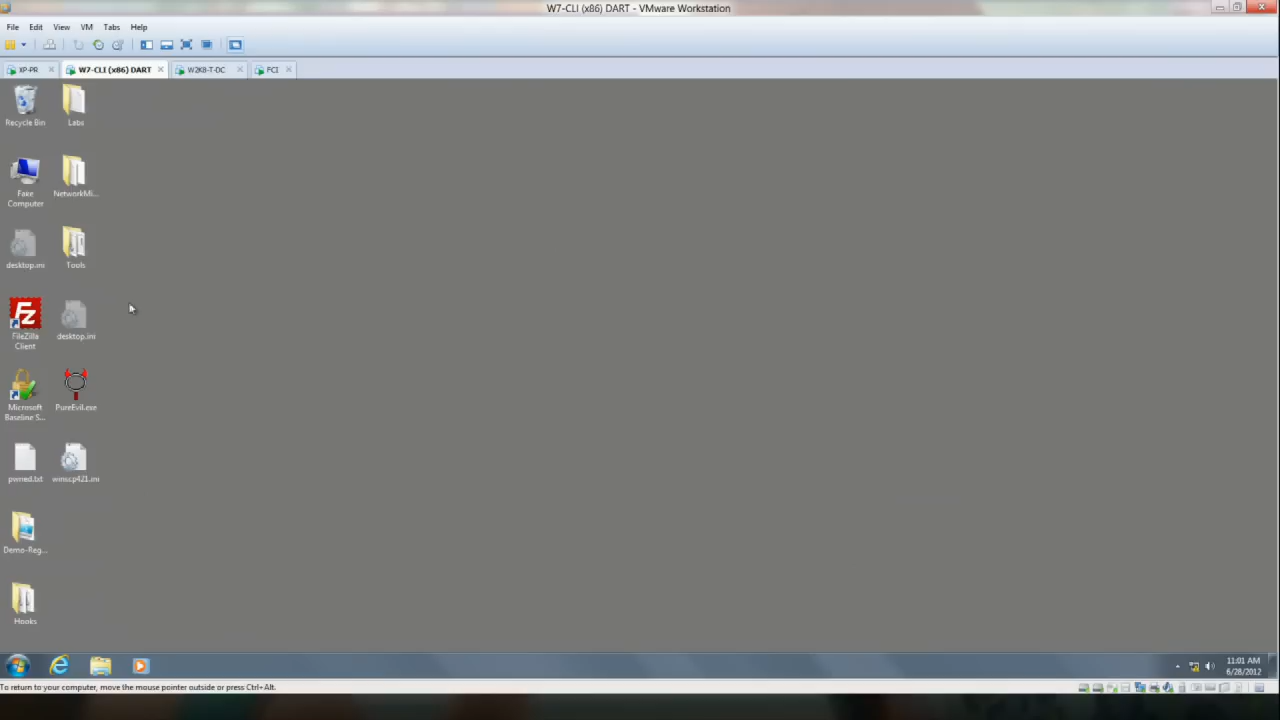 W7-CLI (x86) DART - VMware Workstation
File Edit View VM Tabs Help
XP-PR W7-CLI (x86) DART W2K8-T-DC FCI
Recycle Bin
Labs
Fake Computer
NetworkMi...
desktop.ini
Tools
FileZilla Client
desktop.ini
Microsoft Baseline S...
PureEvil.exe
pwned.txt
winscp421.ini
Demo-Reg...
Hooks
11:01 AM
6/28/2012
To return to your computer, move the mouse pointer outside or press Ctrl+Alt.